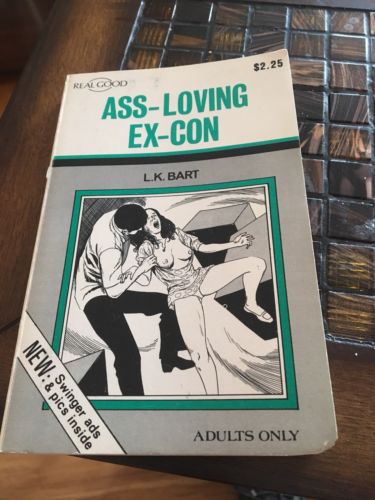 REAL GOOD
$2.25
ASS-LOVING
EX-CON
L.K. BART
NEW:
Swinger ads
& pics inside
ADULTS ONLY